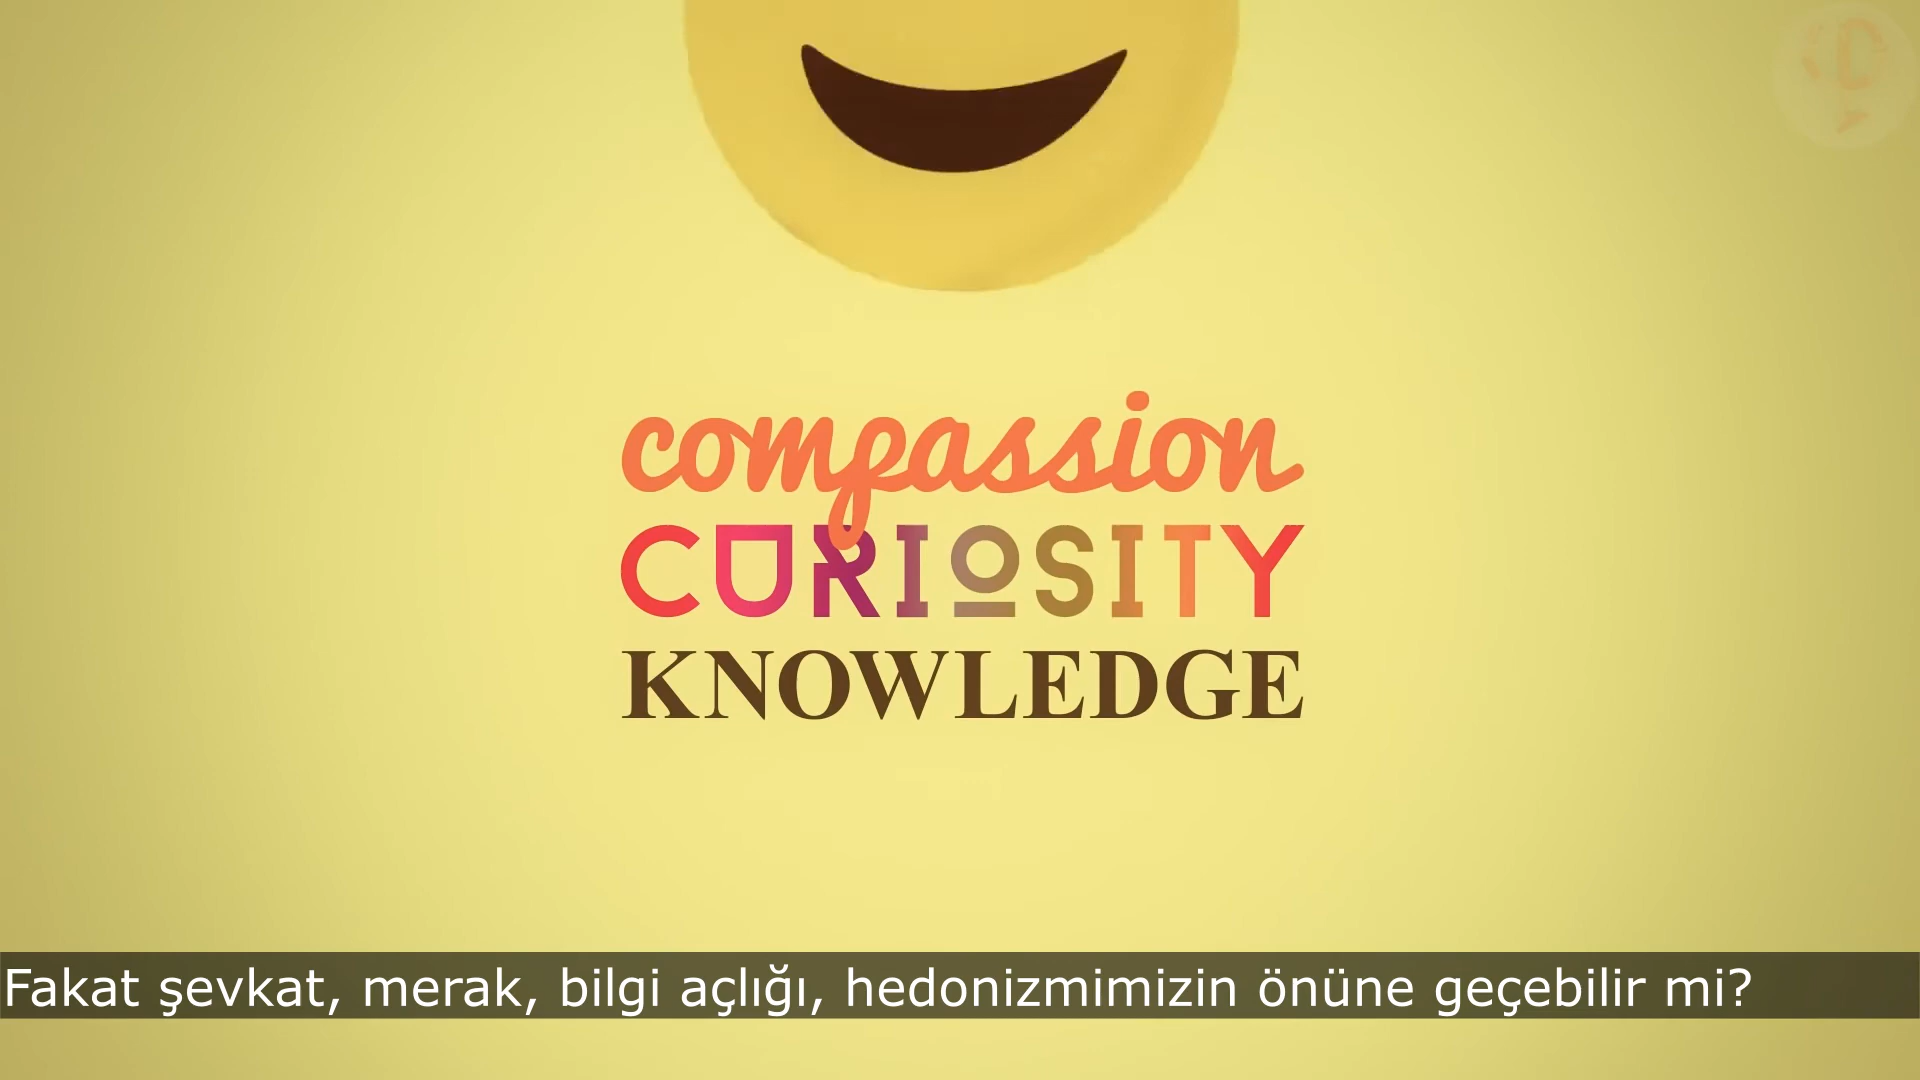 compassion
CURIOSITY
KNOWLEDGE
Fakat şevkat, merak, bilgi açlığı, hedonizmimizin önüne geçebilir mi?